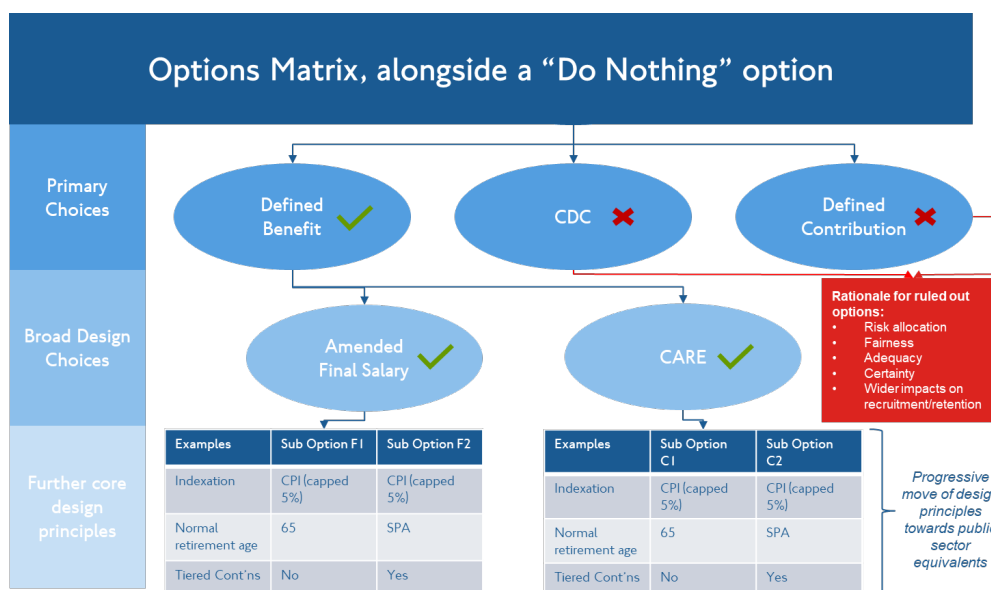 Options Matrix, alongside a “Do Nothing” option
Primary
Choices
Defined
Benefit
CDC
Defined
Contribution
Rationale for ruled out
options:
• Risk allocation
• Fairness
• Adequacy
• Certainty
• Wider impacts on
recruitment/retention
Broad Design
Choices
Amended
Final Salary
CARE
Further core
design
principles
Examples Sub Option F1 Sub Option F2
Indexation CPI (capped CPI (capped
5%) 5%)
Normal 65 SPA
retirement age
Tiered Cont’ns No Yes
Examples Sub Option Sub Option
C1 C2
Indexation CPI (capped CPI (capped
5%) 5%)
Normal 65 SPA
retirement age
Tiered Cont’ns No Yes
Progressive
move of design
principles
towards public
sector
equivalents